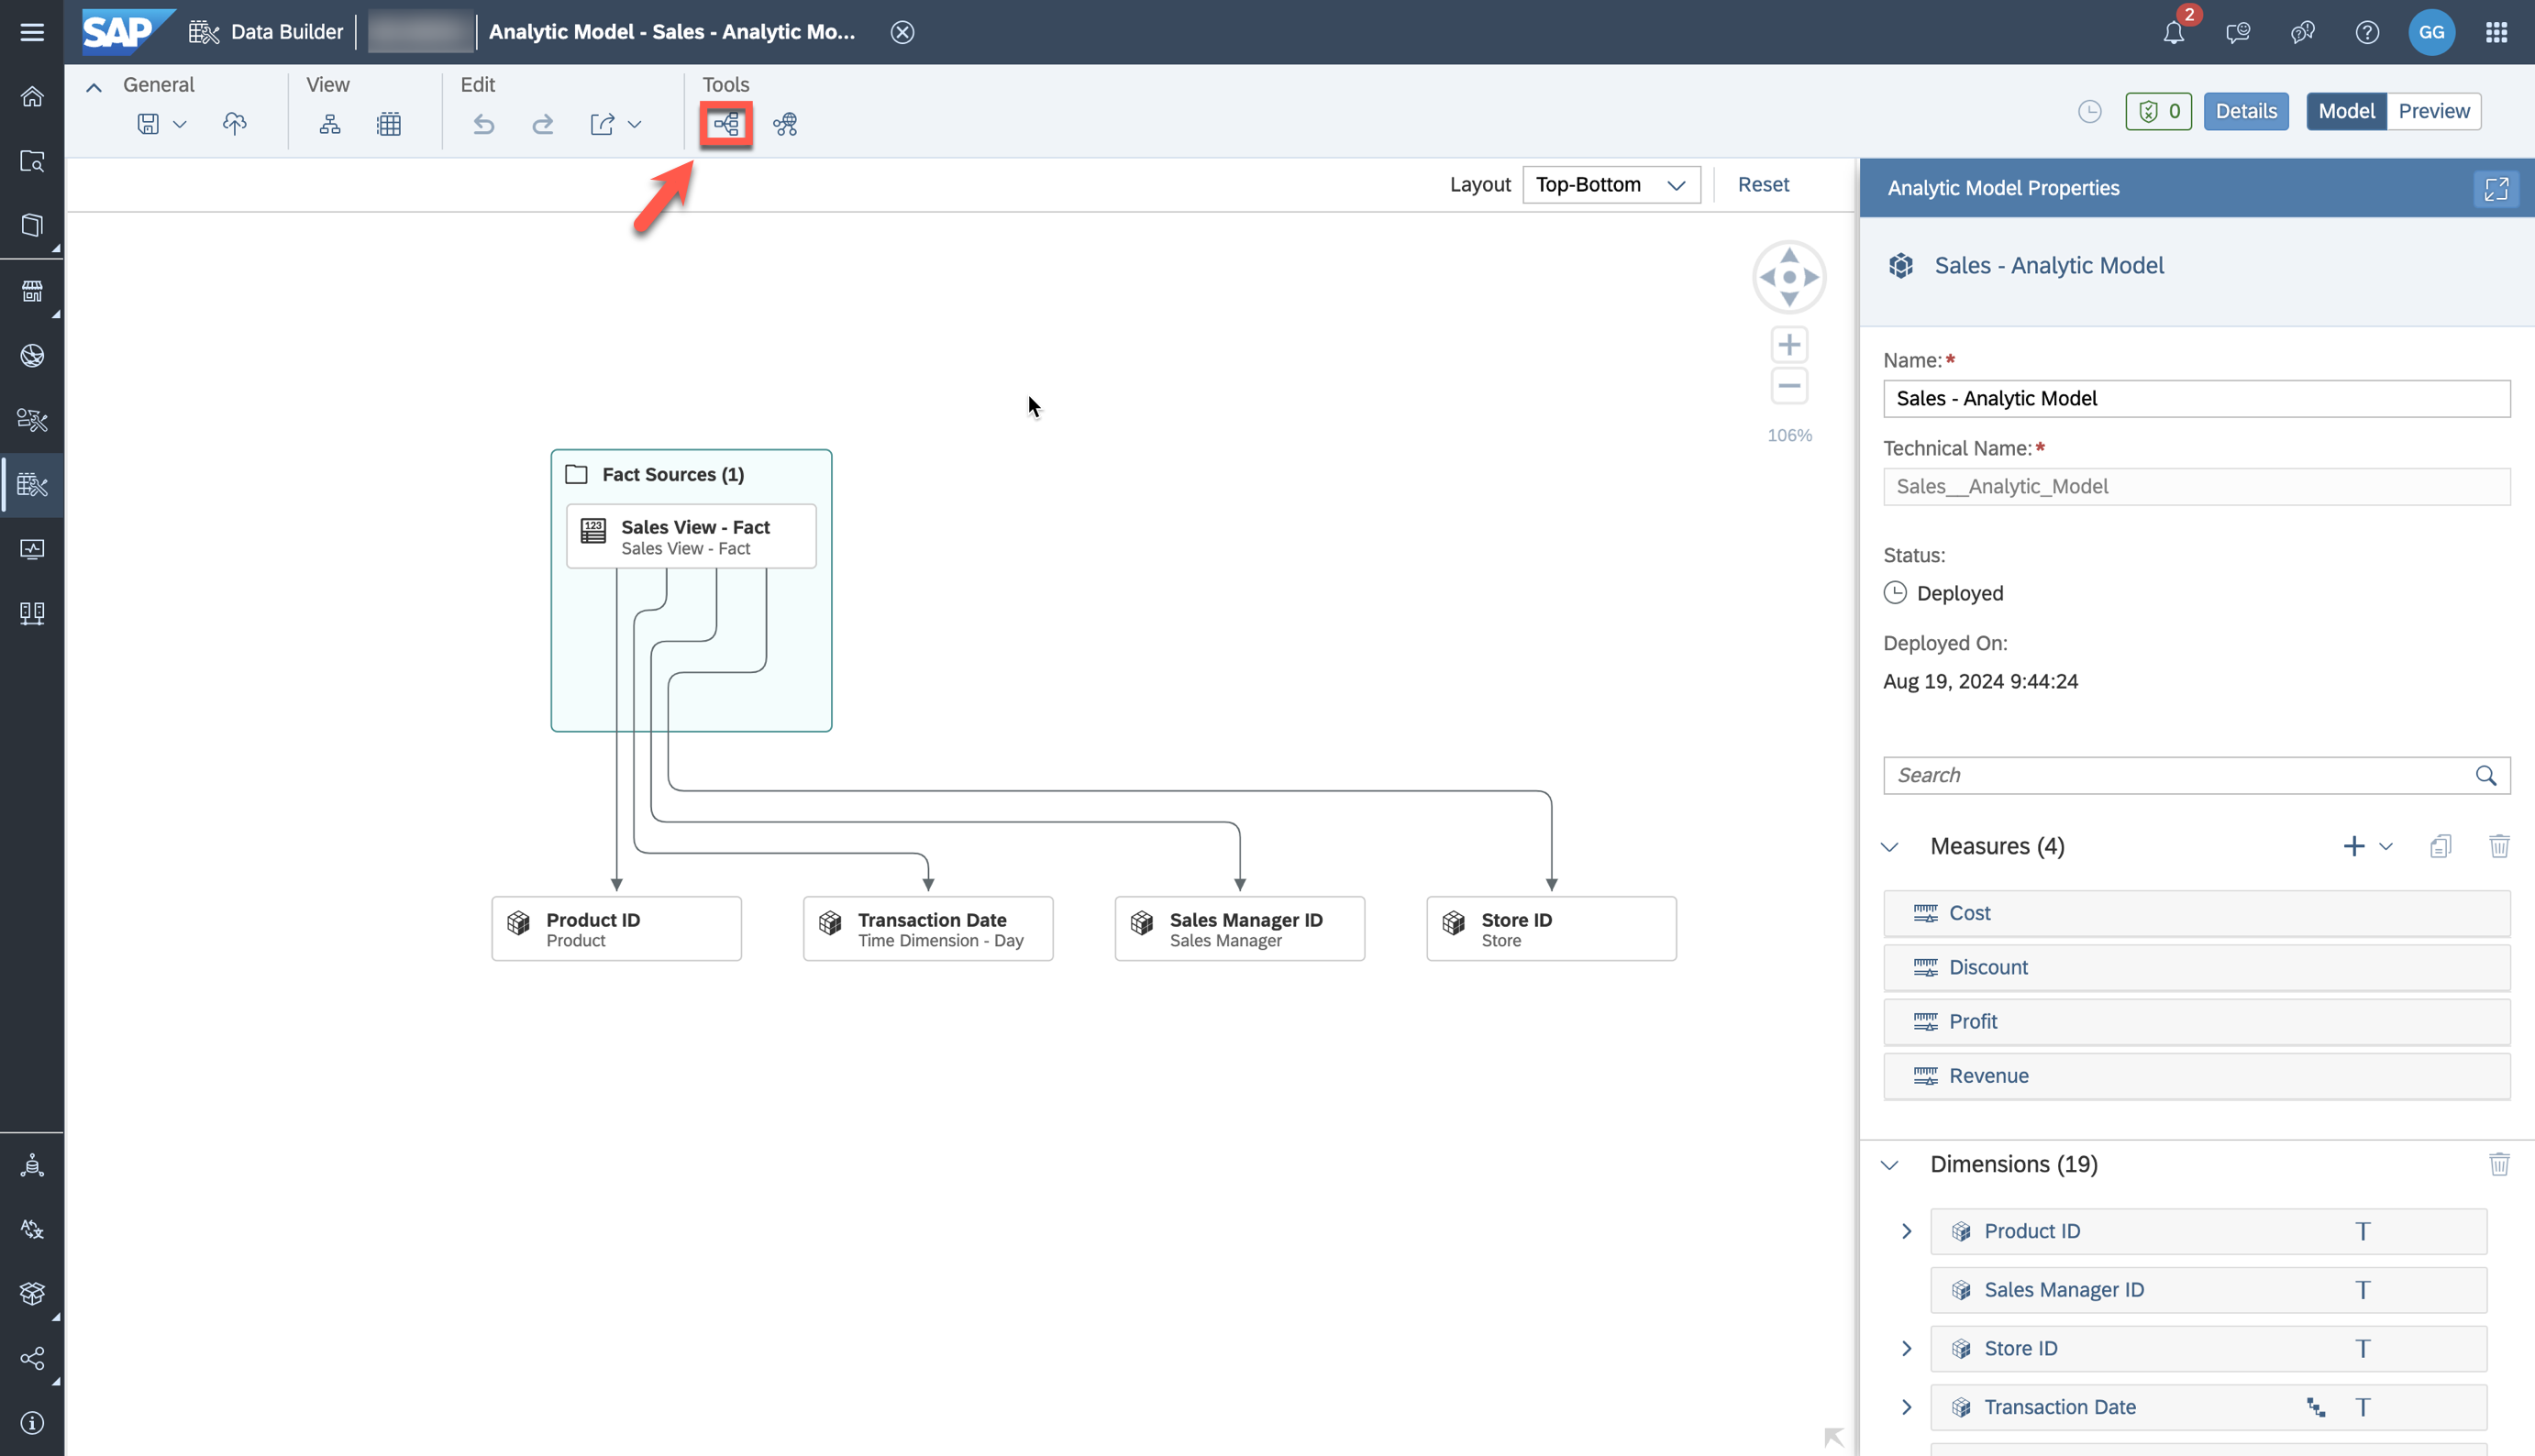 SAP
Data Builder
Analytic Model - Sales - Analytic Mo...
2
GG
General
View
Edit
Tools
0
Details
Model
Preview
Layout
Top-Bottom
Reset
106%
Fact Sources (1)
123
Sales View - Fact
Sales View - Fact
Product ID
Product
Transaction Date
Time Dimension - Day
Sales Manager ID
Sales Manager
Store ID
Store
Analytic Model Properties
Sales - Analytic Model
Name:*
Sales - Analytic Model
Technical Name:*
Sales__Analytic_Model
Status:
Deployed
Deployed On:
Aug 19, 2024 9:44:24
Search
Measures (4)
Cost
Discount
Profit
Revenue
Dimensions (19)
Product ID
T
Sales Manager ID
T
Store ID
T
Transaction Date
T